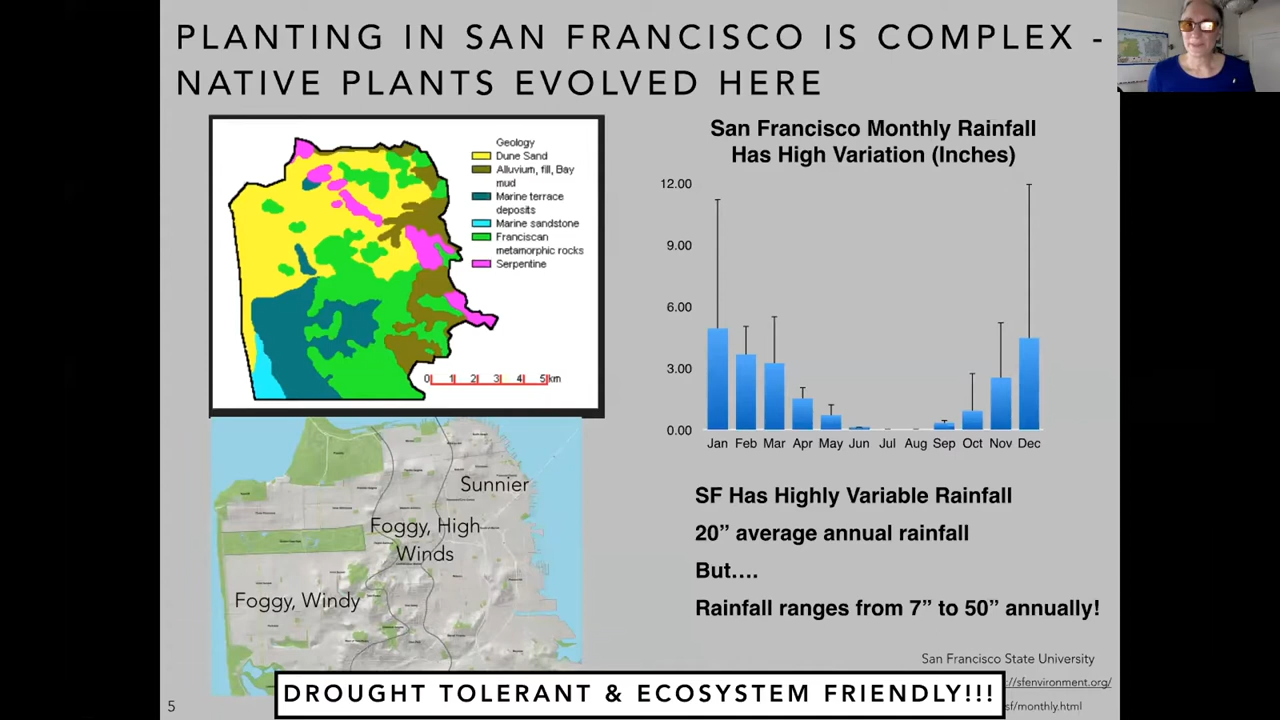 PLANTING IN SAN FRANCISCO IS COMPLEX -
NATIVE PLANTS EVOLVED HERE
Geology
Dune Sand
Alluvium, fill, Bay
mud
Marine terrace
deposits
Marine sandstone
Franciscan
metamorphic rocks
Serpentine
0 1 2 3 4 5 km
San Francisco Monthly Rainfall
Has High Variation (Inches)
12.00
9.00
6.00
3.00
0.00
Jan Feb Mar Apr May Jun Jul Aug Sep Oct Nov Dec
Sunnier
Foggy, High
Winds
Foggy, Windy
SF Has Highly Variable Rainfall
20” average annual rainfall
But....
Rainfall ranges from 7” to 50” annually!
San Francisco State University
://sfenvironment.org/
sf/monthly.html
DROUGHT TOLERANT & ECOSYSTEM FRIENDLY!!!
5